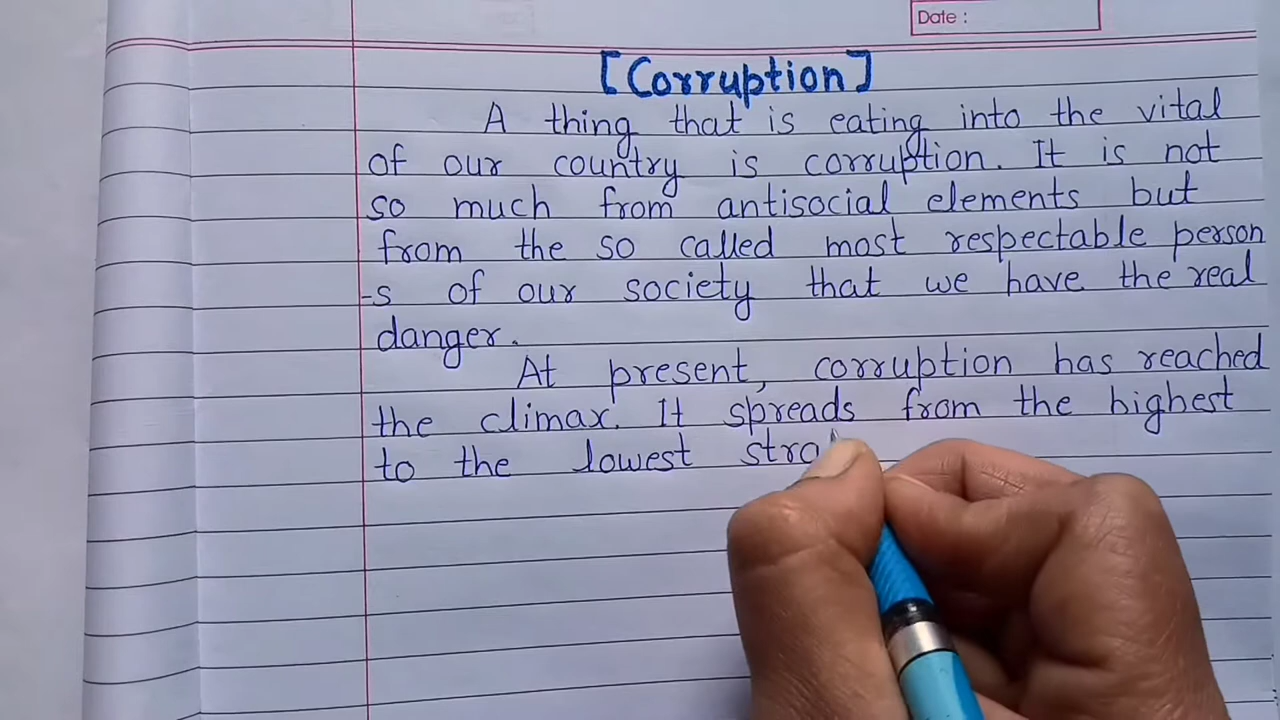 Date :
[Corruption]
A thing that is eating into the vital
of our country is corruption. It is not
so much from antisocial elements but
from the so called most respectable person
-s of our society that we have the real
danger.
At present, corruption has reached
the climax. It spreads from the highest
to the lowest